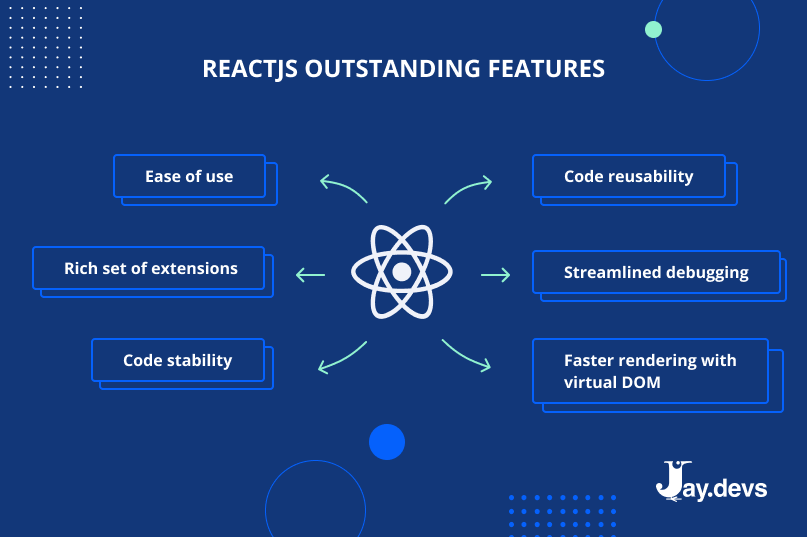 REACTJS OUTSTANDING FEATURES
Ease of use
Code reusability
Rich set of extensions
Streamlined debugging
Code stability
Faster rendering with
virtual DOM
Jay.devs